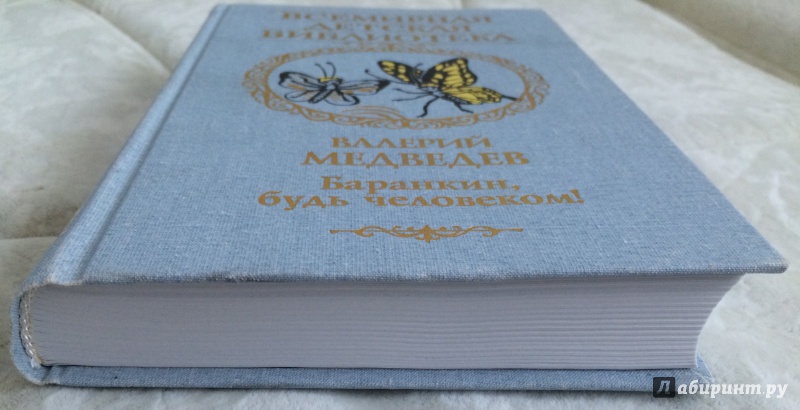 ВСЕМИРНАЯ
ДЕТСКАЯ
БИБЛИОТЕКА
ВАЛЕРИЙ
МЕДВЕДЕВ
Баранкин,
будь человеком!
Лабиринт.ру